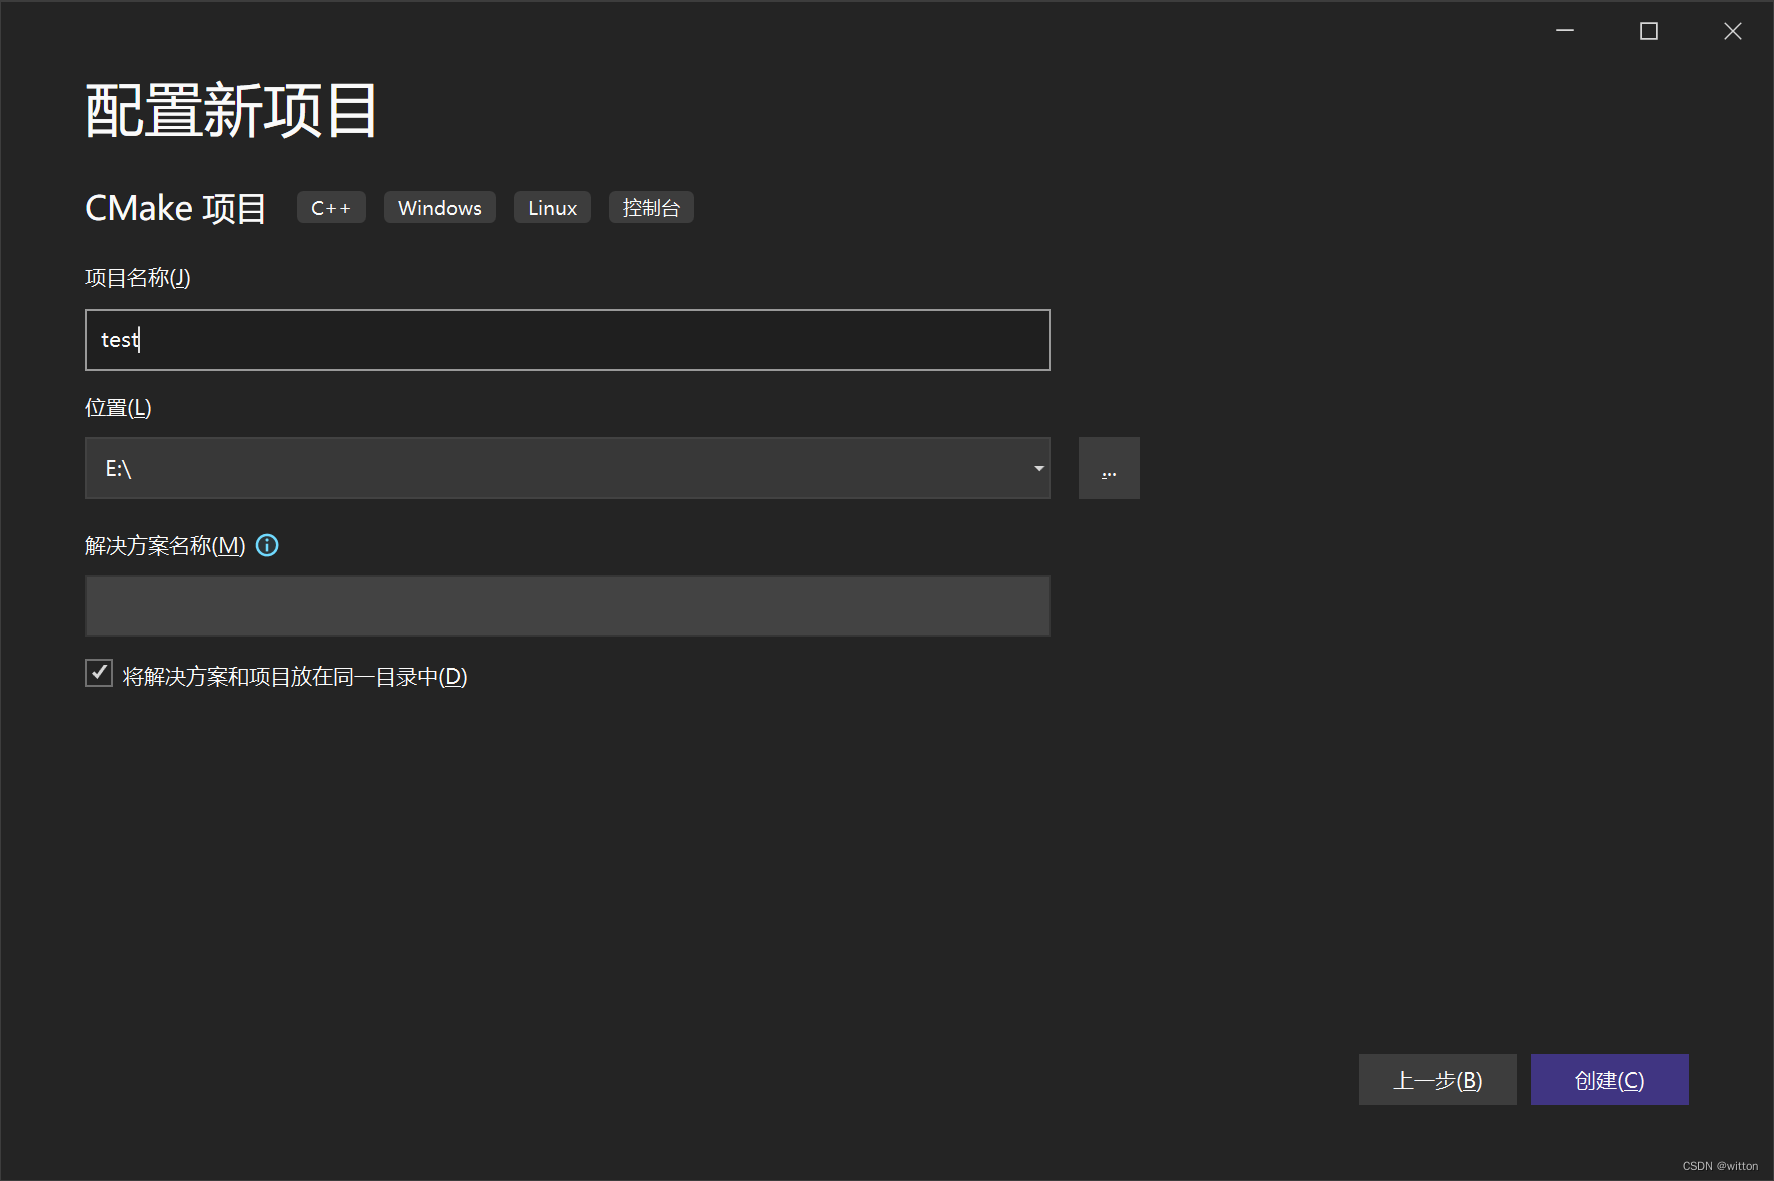 配置新项目
CMake 项目 C++ Windows Linux 控制台
项目名称(J)
test
位置(L)
E:\
...
解决方案名称(M)
将解决方案和项目放在同一目录中(D)
上一步(B) 创建(C)
CSDN @witton